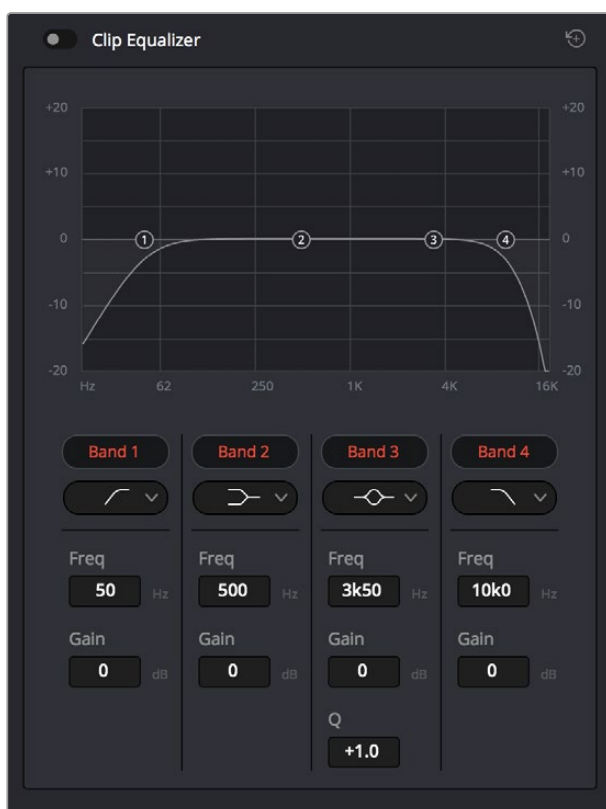 Clip Equalizer
+20 +20
+10 +10
0 1 2 3 4 0
-10 -10
-20 -20
Hz 62 250 1K 4K 16K
Band 1 Band 2 Band 3 Band 4
Freq Freq Freq Freq
50 Hz 500 Hz 3k50 Hz 10k0 Hz
Gain Gain Gain Gain
0 dB 0 dB 0 dB 0 dB
Q
+1.0